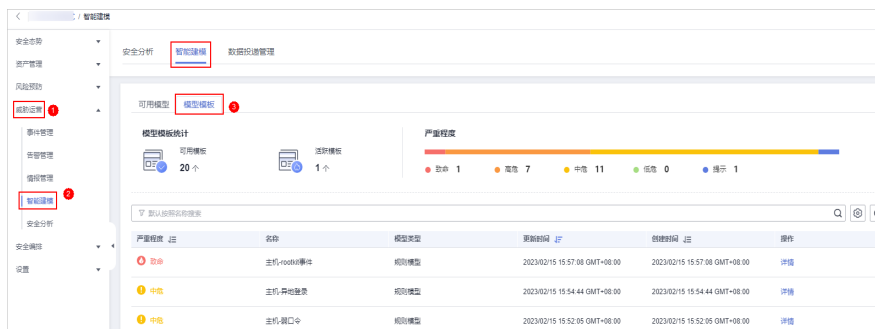 / 智能建模
安全态势
资产管理
风险预防
威胁运营 1
事件管理
告警管理
情报管理
智能建模 2
安全分析
安全编排
设置
安全分析 智能建模 数据投递管理
可用模型 模型模板 3
模型模板统计
可用模板
20 个
活跃模板
1 个
严重程度
致命 1 高危 7 中危 11 低危 0 提示 1
默认按照名称搜索
严重程度 名称 模型类型 更新时间 创建时间 操作
致命 主机-rootkit事件 规则模型 2023/02/15 15:57:08 GMT+08:00 2023/02/15 15:57:08 GMT+08:00 详情
中危 主机-异地登录 规则模型 2023/02/15 15:54:44 GMT+08:00 2023/02/15 15:54:44 GMT+08:00 详情
中危 主机-弱口令 规则模型 2023/02/15 15:52:05 GMT+08:00 2023/02/15 15:52:05 GMT+08:00 详情